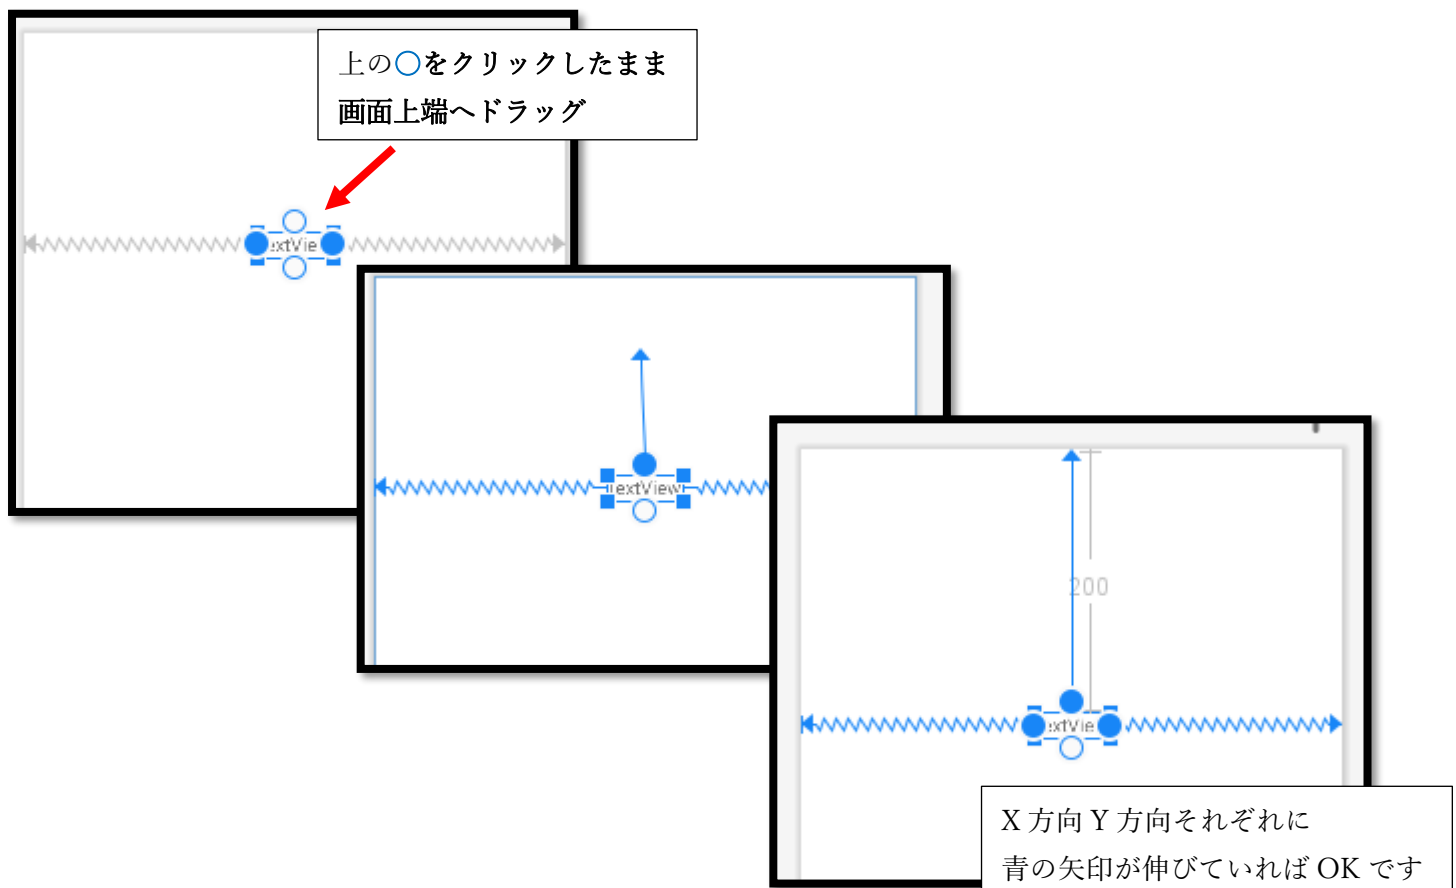 上の○をクリックしたまま
画面上端へドラッグ
extVie
extView
200
extVie
X 方向 Y 方向それぞれに
青の矢印が伸びていれば OK です